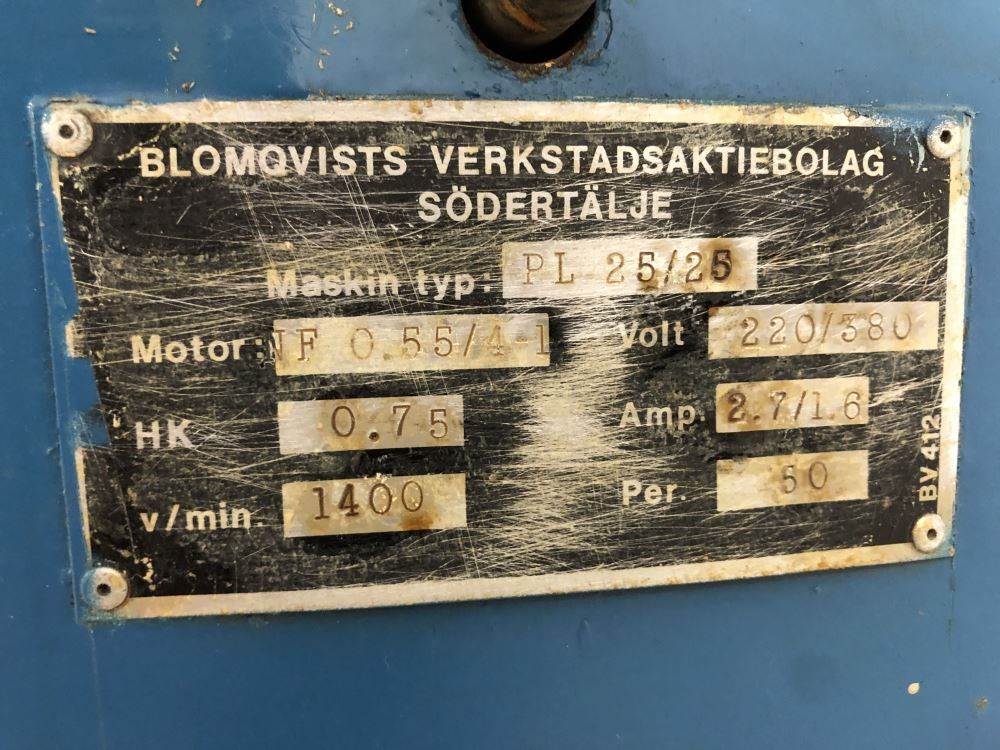 BLOMQVISTS VERKSTADSAKTIEBOLAG
SÖDERTÄLJE
Maskin typ: PL 25/25
Motor: NF 0.55/4-1 Volt 220/380
HK 0.75 Amp. 2.7/1.6
v/min. 1400 Per. 50
BV 412